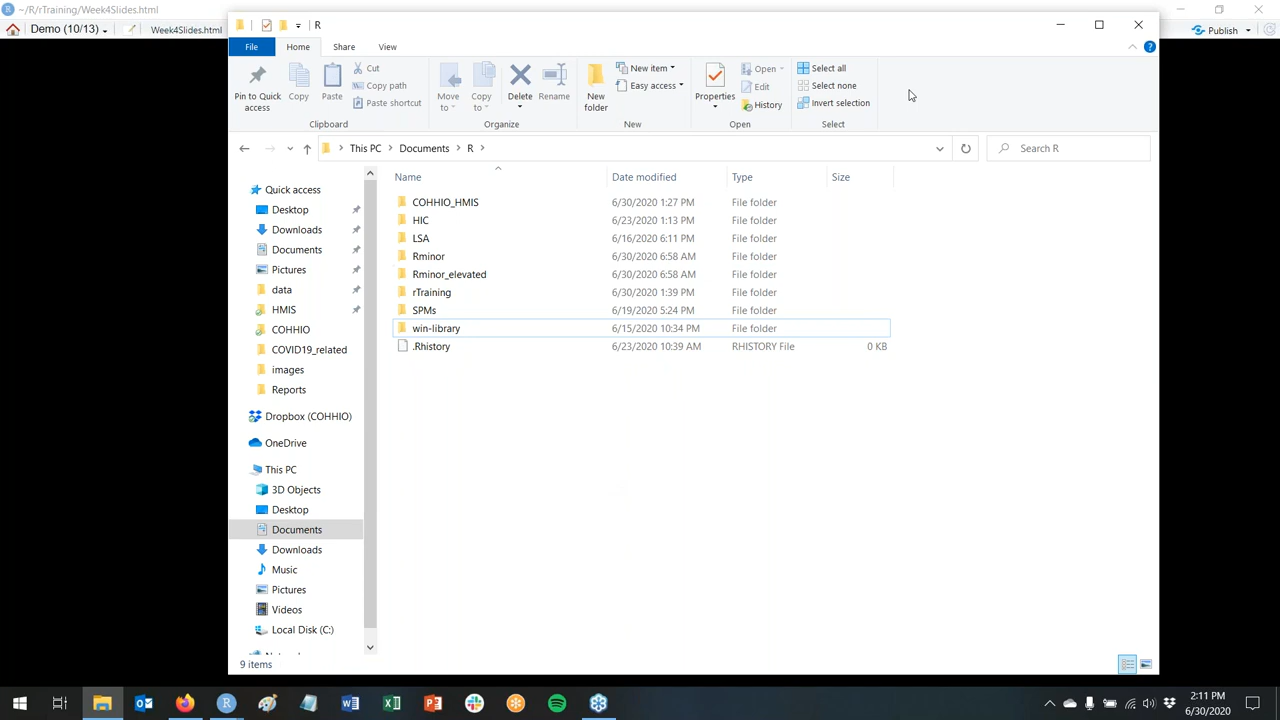 ~/R/rTraining/Week4Slides.html
Demo (10/13)
Week4Slides.html
Publish
R
File
Home
Share
View
Pin to Quick access
Copy
Paste
Cut
Copy path
Paste shortcut
Clipboard
Move to
Copy to
Delete
Rename
Organize
New folder
New item
Easy access
New
Properties
Open
Edit
History
Open
Select all
Select none
Invert selection
Select
This PC > Documents > R >
Search R
Name Date modified Type Size
COHHIO_HMIS 6/30/2020 1:27 PM File folder
HIC 6/23/2020 1:13 PM File folder
LSA 6/16/2020 6:11 PM File folder
Rminor 6/30/2020 6:58 AM File folder
Rminor_elevated 6/30/2020 6:58 AM File folder
rTraining 6/30/2020 1:39 PM File folder
SPMs 6/19/2020 5:24 PM File folder
win-library 6/15/2020 10:34 PM File folder
.Rhistory 6/23/2020 10:39 AM RHISTORY File 0 KB
Quick access
Desktop
Downloads
Documents
Pictures
data
HMIS
COHHIO
COVID19_related
images
Reports
Dropbox (COHHIO)
OneDrive
This PC
3D Objects
Desktop
Documents
Downloads
Music
Pictures
Videos
Local Disk (C:)
9 items
2:11 PM
6/30/2020